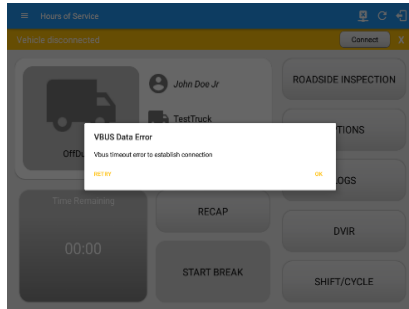 Hours of Service
Vehicle disconnected
Connect
X
John Doe Jr
TestTruck
ROADSIDE INSPECTION
VBUS Data Error
Vbus timeout error to establish connection
RETRY
OK
OffDu
TIONS
OGS
Time Remaining
00:00
RECAP
START BREAK
DVIR
SHIFT/CYCLE